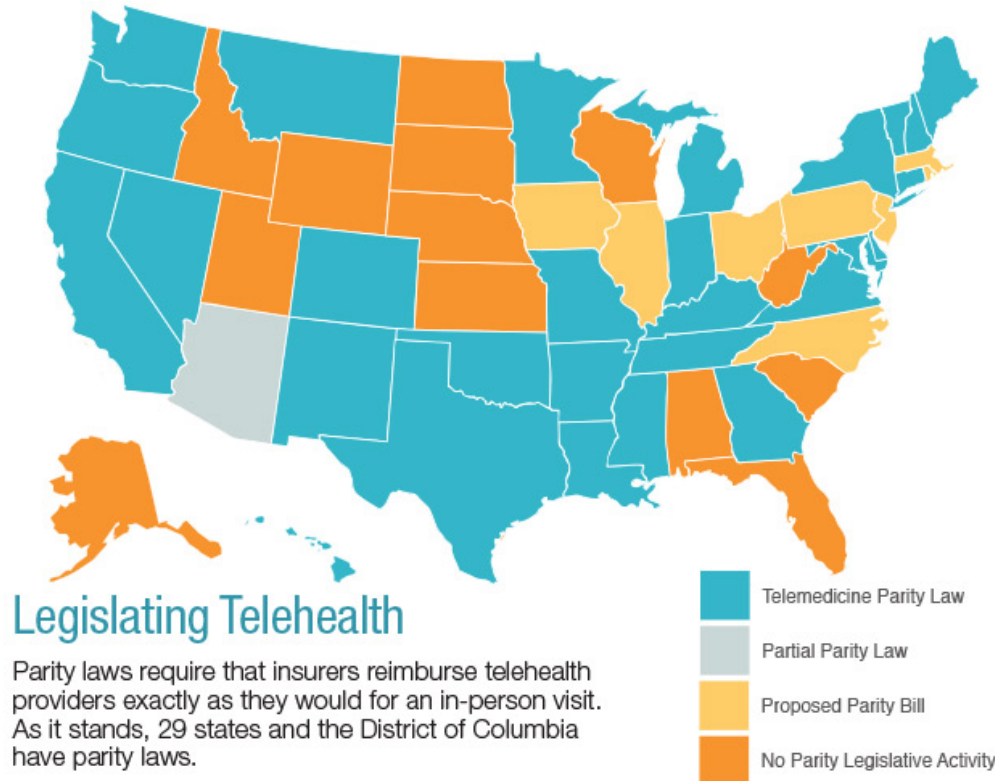 Legislating Telehealth
Parity laws require that insurers reimburse telehealth
providers exactly as they would for an in-person visit.
As it stands, 29 states and the District of Columbia
have parity laws.
Telemedicine Parity Law
Partial Parity Law
Proposed Parity Bill
No Parity Legislative Activity